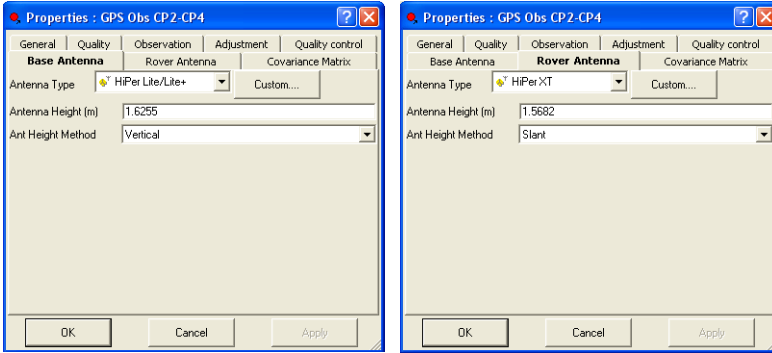 Properties : GPS Obs CP2-CP4
General Quality Observation Adjustment Quality control
Base Antenna Rover Antenna Covariance Matrix
Antenna Type HiPer Lite/Lite+ Custom....
Antenna Height (m) 1.6255
Ant Height Method Vertical
OK Cancel Apply
Properties : GPS Obs CP2-CP4
General Quality Observation Adjustment Quality control
Base Antenna Rover Antenna Covariance Matrix
Antenna Type HiPer XT Custom....
Antenna Height (m) 1.5682
Ant Height Method Slant
OK Cancel Apply